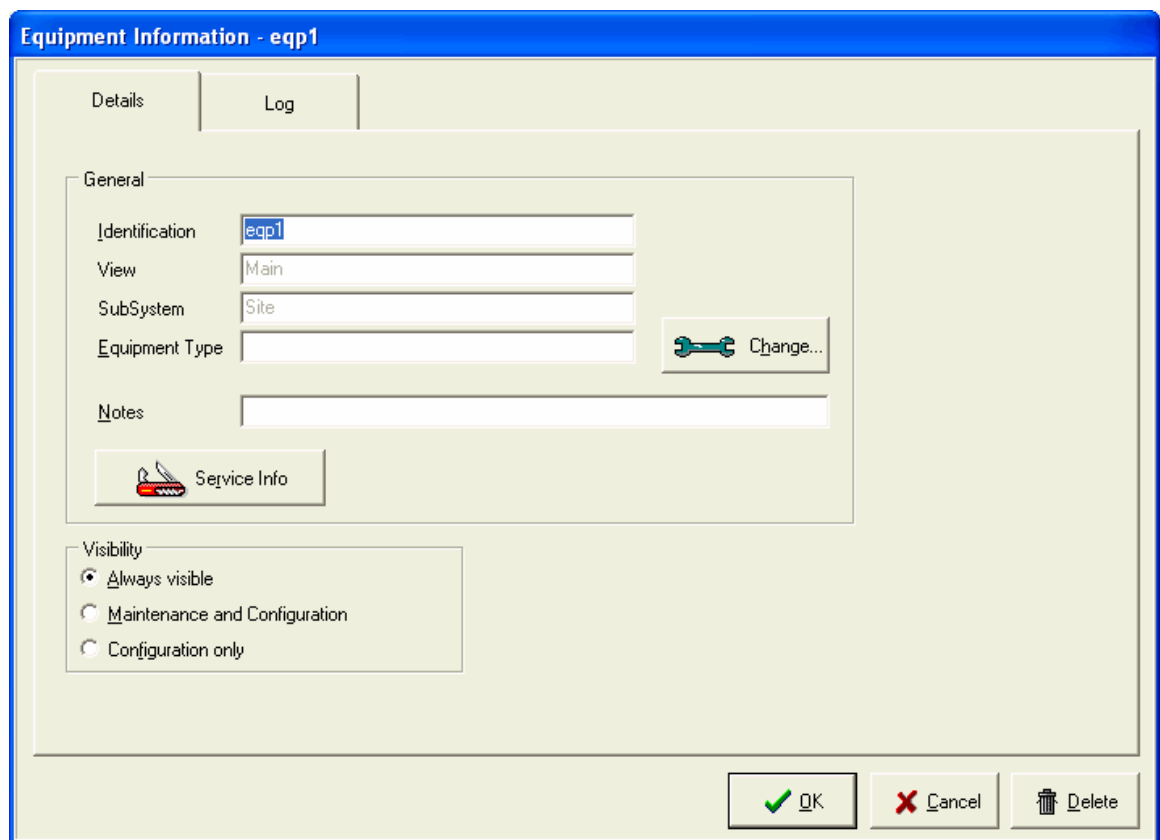 Equipment Information - eqp1
Details
Log
General
Identification eqp1
View Main
SubSystem Site
Equipment Type
Change...
Notes
Service Info
Visibility
Always visible
Maintenance and Configuration
Configuration only
OK Cancel Delete